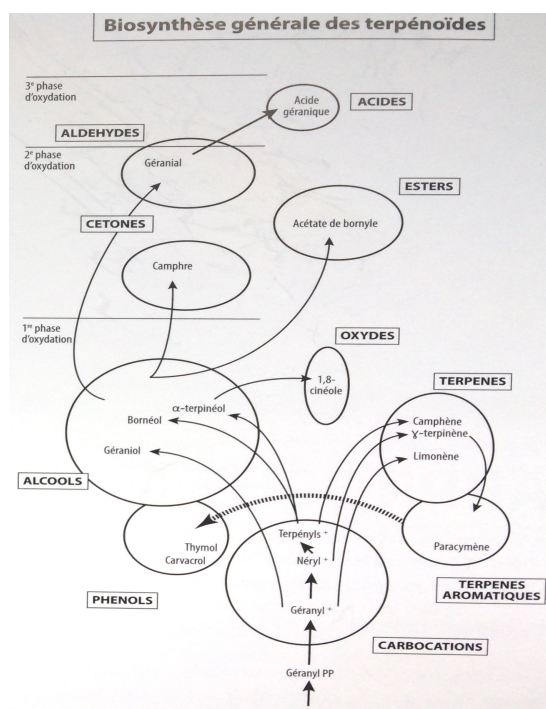 Biosynthèse générale des terpénoïdes
3e phase
d'oxydation
Acide
géranique
ACIDES
ALDEHYDES
2e phase
d'oxydation
Géranial
ESTERS
CETONES
Acétate de bornyle
Camphre
1re phase
d'oxydation
OXYDES
1,8-
cinéole
TERPENES
α-terpinéol
Bornéol
Camphène
ɣ-terpinène
Géraniol
Limonène
ALCOOLS
Terpényls +
Thymol
Carvacrol
Néryl +
Paracymène
PHENOLS
Géranyl +
TERPENES
AROMATIQUES
CARBOCATIONS
Géranyl PP